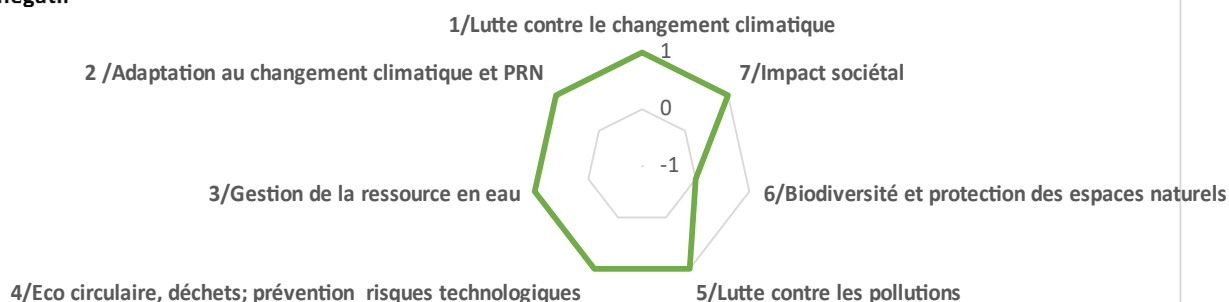 négatif
1/Lutte contre le changement climatique
1
2 /Adaptation au changement climatique et PRN
7/Impact sociétal
0
-1
3/Gestion de la ressource en eau
6/Biodiversité et protection des espaces naturels
4/Eco circulaire, déchets; prévention  risques technologiques
5/Lutte contre les pollutions